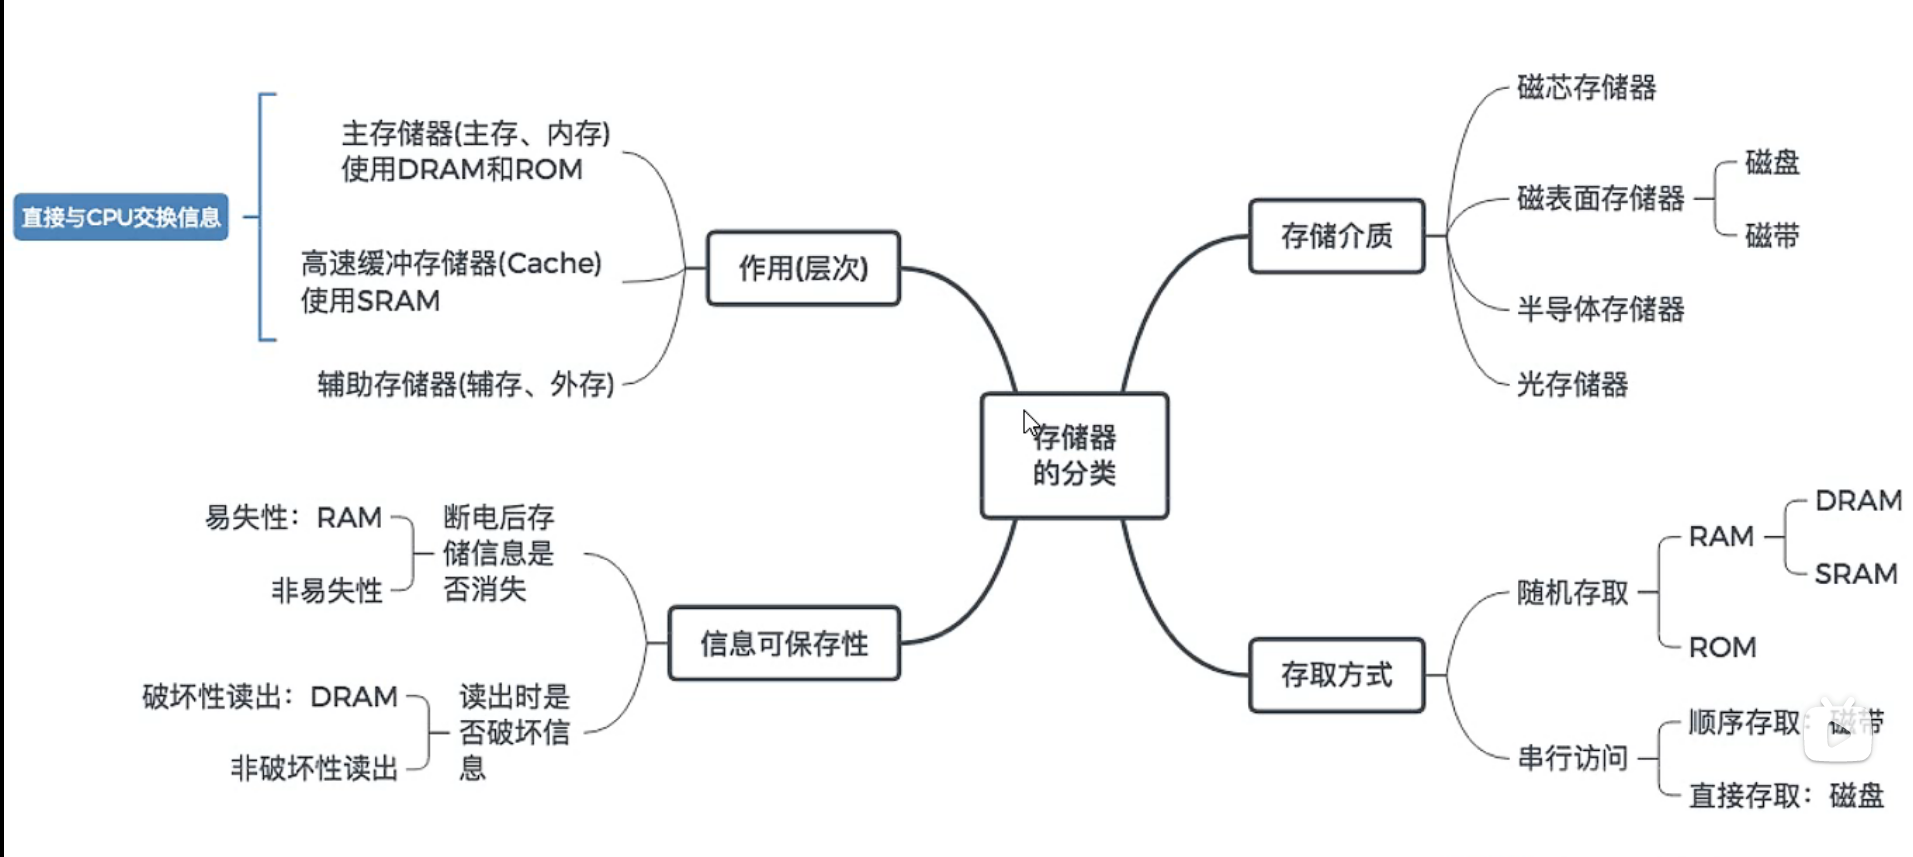 存储器
的分类
作用(层次)
主存储器(主存、内存)
使用DRAM和ROM
高速缓冲存储器(Cache)
使用SRAM
辅助存储器(辅存、外存)
直接与CPU交换信息
信息可保存性
断电后存
储信息是
否消失
易失性：RAM
非易失性
读出时是
否破坏信
息
破坏性读出：DRAM
非破坏性读出
存储介质
磁芯存储器
磁表面存储器
磁盘
磁带
半导体存储器
光存储器
存取方式
随机存取
RAM
DRAM
SRAM
ROM
串行访问
顺序存取：磁带
直接存取：磁盘